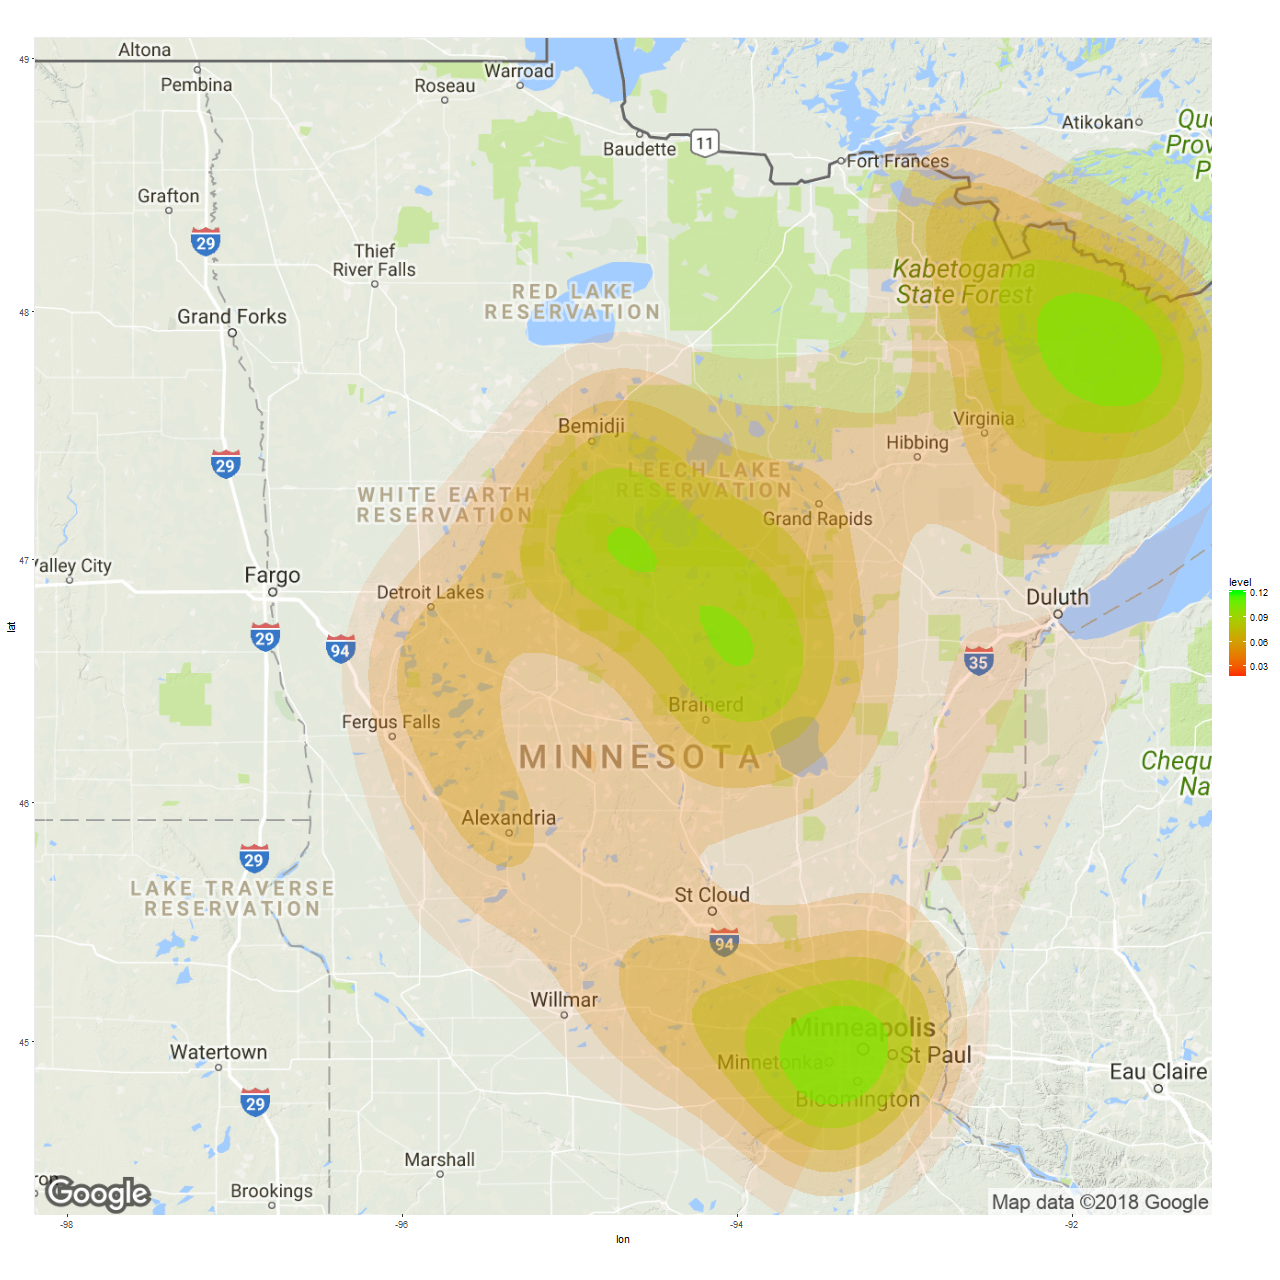 Altona
Pembina
Roseau
Warroad
Baudette
11
Fort Frances
Atikokan
Qu
Prov
P
Grafton
29
Thief
River Falls
Grand Forks
RED LAKE
RESERVATION
Kabetogama
State Forest
Bemidji
Virginia
Hibbing
29
LEECH LAKE
RESERVATION
WHITE EARTH
RESERVATION
Grand Rapids
Valley City
Fargo
Detroit Lakes
Duluth
29
94
35
Fergus Falls
Brainerd
MINNESOTA
Chequ
Na
Alexandria
29
LAKE TRAVERSE
RESERVATION
St Cloud
94
Willmar
Minneapolis
Watertown
Minnetonka
St Paul
Eau Claire
29
Bloomington
Marshall
ron
Brookings
Google
Map data ©2018 Google
49
48
47
46
45
lat
-98
-96
-94
-92
lon
level
0.12
0.09
0.06
0.03